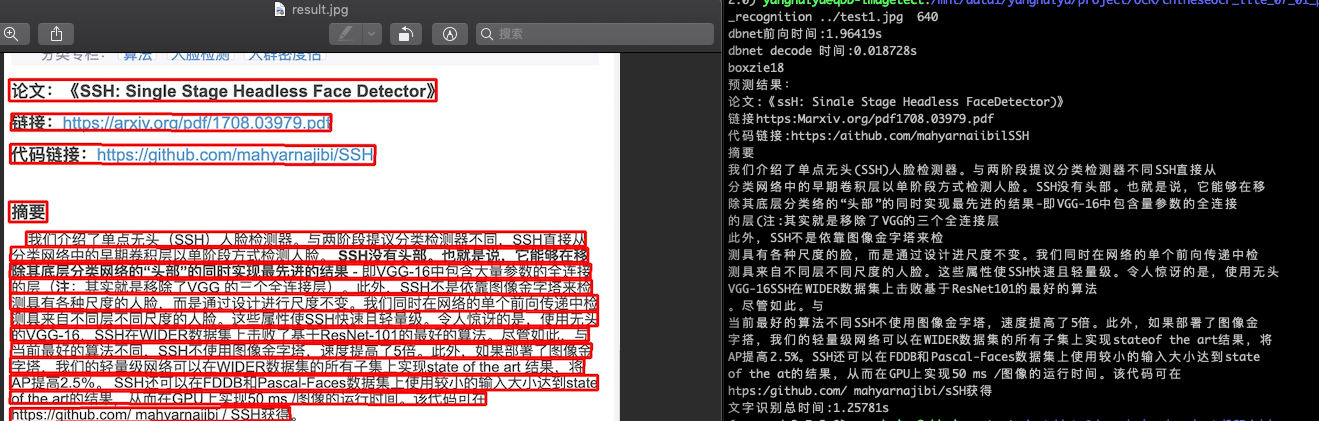 result.jpg
搜索
分类专栏： 算法 人脸检测 人群密度估
论文：《SSH: Single Stage Headless Face Detector》
链接：https://arxiv.org/pdf/1708.03979.pdf
代码链接：https://github.com/mahyarnajibi/SSH
摘要
我们介绍了单点无头（SSH）人脸检测器。与两阶段提议分类检测器不同，SSH直接从
分类网络中的早期卷积层以单阶段方式检测人脸。 SSH没有头部。也就是说，它能够在移
除其底层分类网络的“头部”的同时实现最先进的结果 - 即VGG-16中包含大量参数的全连接
的层（注：其实就是移除了VGG 的三个全连接层）。此外，SSH不是依靠图像金字塔来检
测具有各种尺度的人脸，而是通过设计进行尺度不变。我们同时在网络的单个前向传递中检
测具来自不同层不同尺度的人脸。这些属性使SSH快速且轻量级。令人惊讶的是，使用无头
的VGG-16，SSH在WIDER数据集上击败了基于ResNet-101的最好的算法。尽管如此，与
当前最好的算法不同，SSH不使用图像金字塔，速度提高了5倍。此外，如果部署了图像金
字塔，我们的轻量级网络可以在WIDER数据集的所有子集上实现state of the art 结果，将
AP提高2.5%。 SSH还可以在FDDB和Pascal-Faces数据集上使用较小的输入大小达到state
of the art的结果，从而在GPU上实现50 ms /图像的运行时间。该代码可在
https://github.com/ mahyarnajibi / SSH获得。
_recognition ../test1.jpg 640
dbnet前向时间:1.96419s
dbnet decode 时间:0.018728s
boxzie18
预测结果:
论文:《ssH: Sinale Stage Headless FaceDetector)》
链接https:Marxiv.org/pdf1708.03979.pdf
代码链接:https:/aithub.com/mahyarnaiibilSSH
摘要
我们介绍了单点无头(SSH)人脸检测器。与两阶段提议分类检测器不同SSH直接从
分类网络中的早期卷积层以单阶段方式检测人脸。SSH没有头部。也就是说，它能够在移
除其底层分类络的“头部”的同时实现最先进的结果-即VGG-16中包含量参数的全连接
的层(注:其实就是移除了VGG的三个全连接层
此外，SSH不是依靠图像金字塔来检
测具有各种尺度的脸，而是通过设计进尺度不变。我们同时在网络的单个前向传递中检
测具来自不同层不同尺度的人脸。这些属性使SSH快速且轻量级。令人惊讶的是，使用无头
VGG-16SSH在WIDER数据集上击败基于ResNet101的最好的算法
。尽管如此。与
当前最好的算法不同SSH不使用图像金字塔，速度提高了5倍。此外，如果部署了图像金
字搭，我们的轻量级网络可以在WIDER数据集的所有子集上实现stateof the art结果，将
AP提高2.5%。SSH还可以在FDDB和Pascal-Faces数据集上使用较小的输入大小达到state
of the at的结果，从而在GPU上实现50 ms /图像的运行时间。该代码可在
htps:/github.com/ mahyarnajibi/sSH获得
文字识别总时间:1.25781s